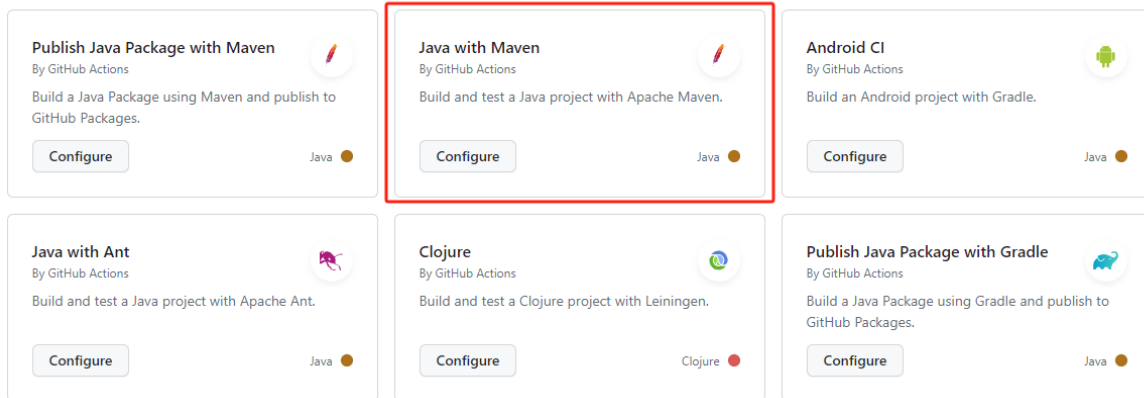 Publish Java Package with Maven
By GitHub Actions
Build a Java Package using Maven and publish to
GitHub Packages.
Configure
Java
Java with Maven
By GitHub Actions
Build and test a Java project with Apache Maven.
Configure
Java
Android CI
By GitHub Actions
Build an Android project with Gradle.
Configure
Java
Java with Ant
By GitHub Actions
Build and test a Java project with Apache Ant.
Configure
Java
Clojure
By GitHub Actions
Build and test a Clojure project with Leiningen.
Configure
Clojure
Publish Java Package with Gradle
By GitHub Actions
Build a Java Package using Gradle and publish to
GitHub Packages.
Configure
Java